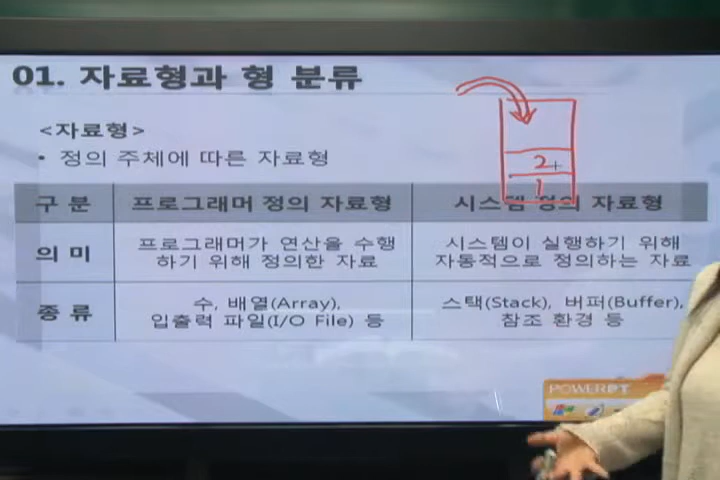 01. 자료형과 형 분류
<자료형>
• 정의 주체에 따른 자료형
2
1
구 분 프로그래머 정의 자료형 시스템 정의 자료형
의 미 프로그래머가 연산을 수행 시스템이 실행하기 위해
하기 위해 정의한 자료 자동적으로 정의하는 자료
종 류 수, 배열(Array), 스택(Stack), 버퍼(Buffer),
입출력 파일(I/O File) 등 참조 환경 등
POWERPT